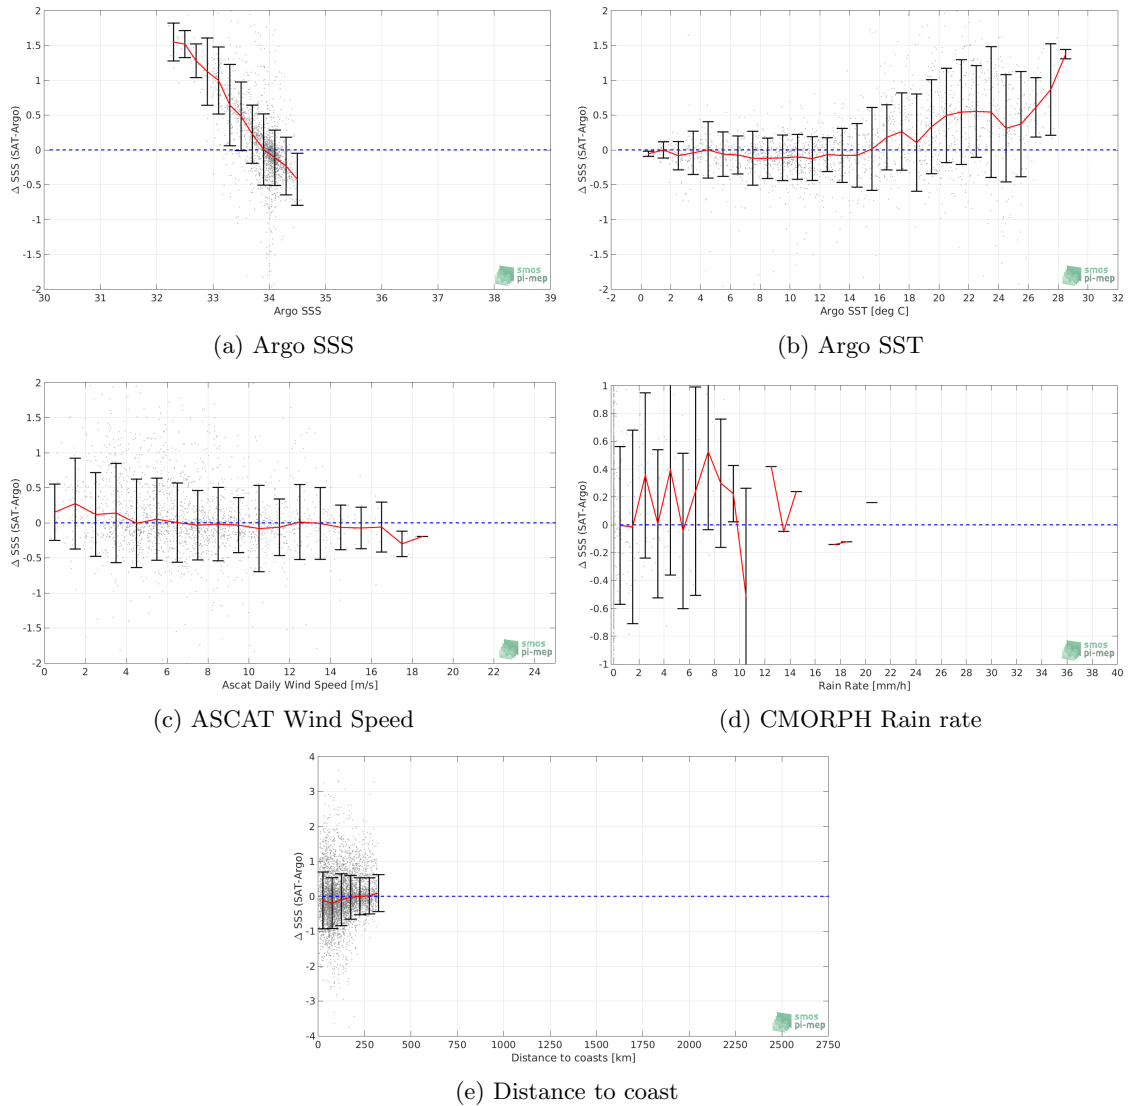 2
1.5
1
0.5
0
-0.5
-1
-1.5
-2
Δ SSS (SAT-Argo)
30 31 32 33 34 35 36 37 38 39
Argo SSS
smos
pi-mep
(a) Argo SSS
2
1.5
1
0.5
0
-0.5
-1
-1.5
-2
Δ SSS (SAT-Argo)
-2 0 2 4 6 8 10 12 14 16 18 20 22 24 26 28 30 32
Argo SST [deg C]
smos
pi-mep
(b) Argo SST
2
1.5
1
0.5
0
-0.5
-1
-1.5
-2
Δ SSS (SAT-Argo)
0 2 4 6 8 10 12 14 16 18 20 22 24
Ascat Daily Wind Speed [m/s]
smos
pi-mep
(c) ASCAT Wind Speed
1
0.8
0.6
0.4
0.2
0
-0.2
-0.4
-0.6
-0.8
-1
Δ SSS (SAT-Argo)
0 2 4 6 8 10 12 14 16 18 20 22 24 26 28 30 32 34 36 38 40
Rain Rate [mm/h]
smos
pi-mep
(d) CMORPH Rain rate
4
3
2
1
0
-1
-2
-3
-4
Δ SSS (SAT-Argo)
0 250 500 750 1000 1250 1500 1750 2000 2250 2500 2750
Distance to coasts [km]
smos
pi-mep
(e) Distance to coast